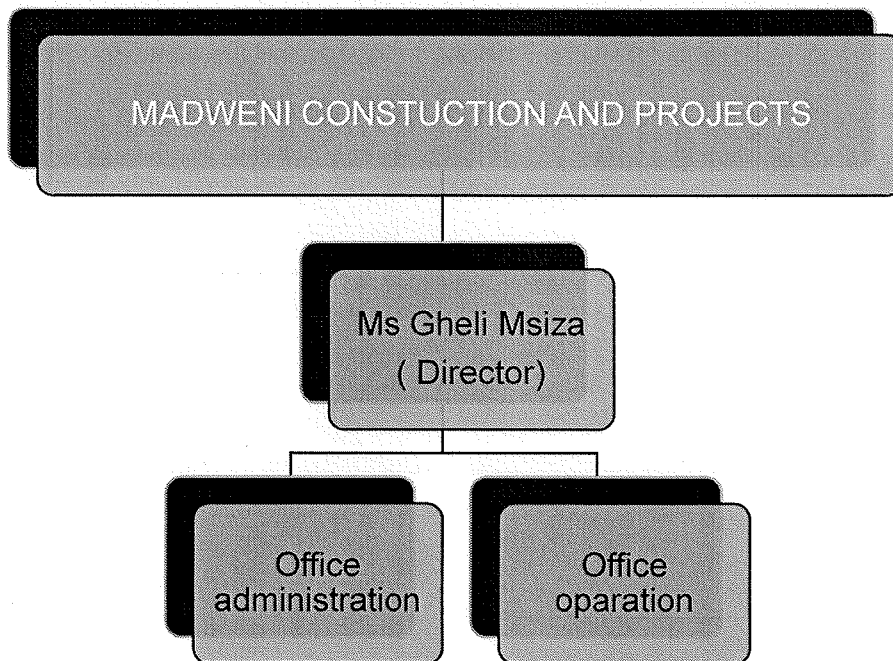 MADWENI CONSTUCTION AND PROJECTS
Ms Gheli Msiza
( Director)
Office
administration
Office
oparation